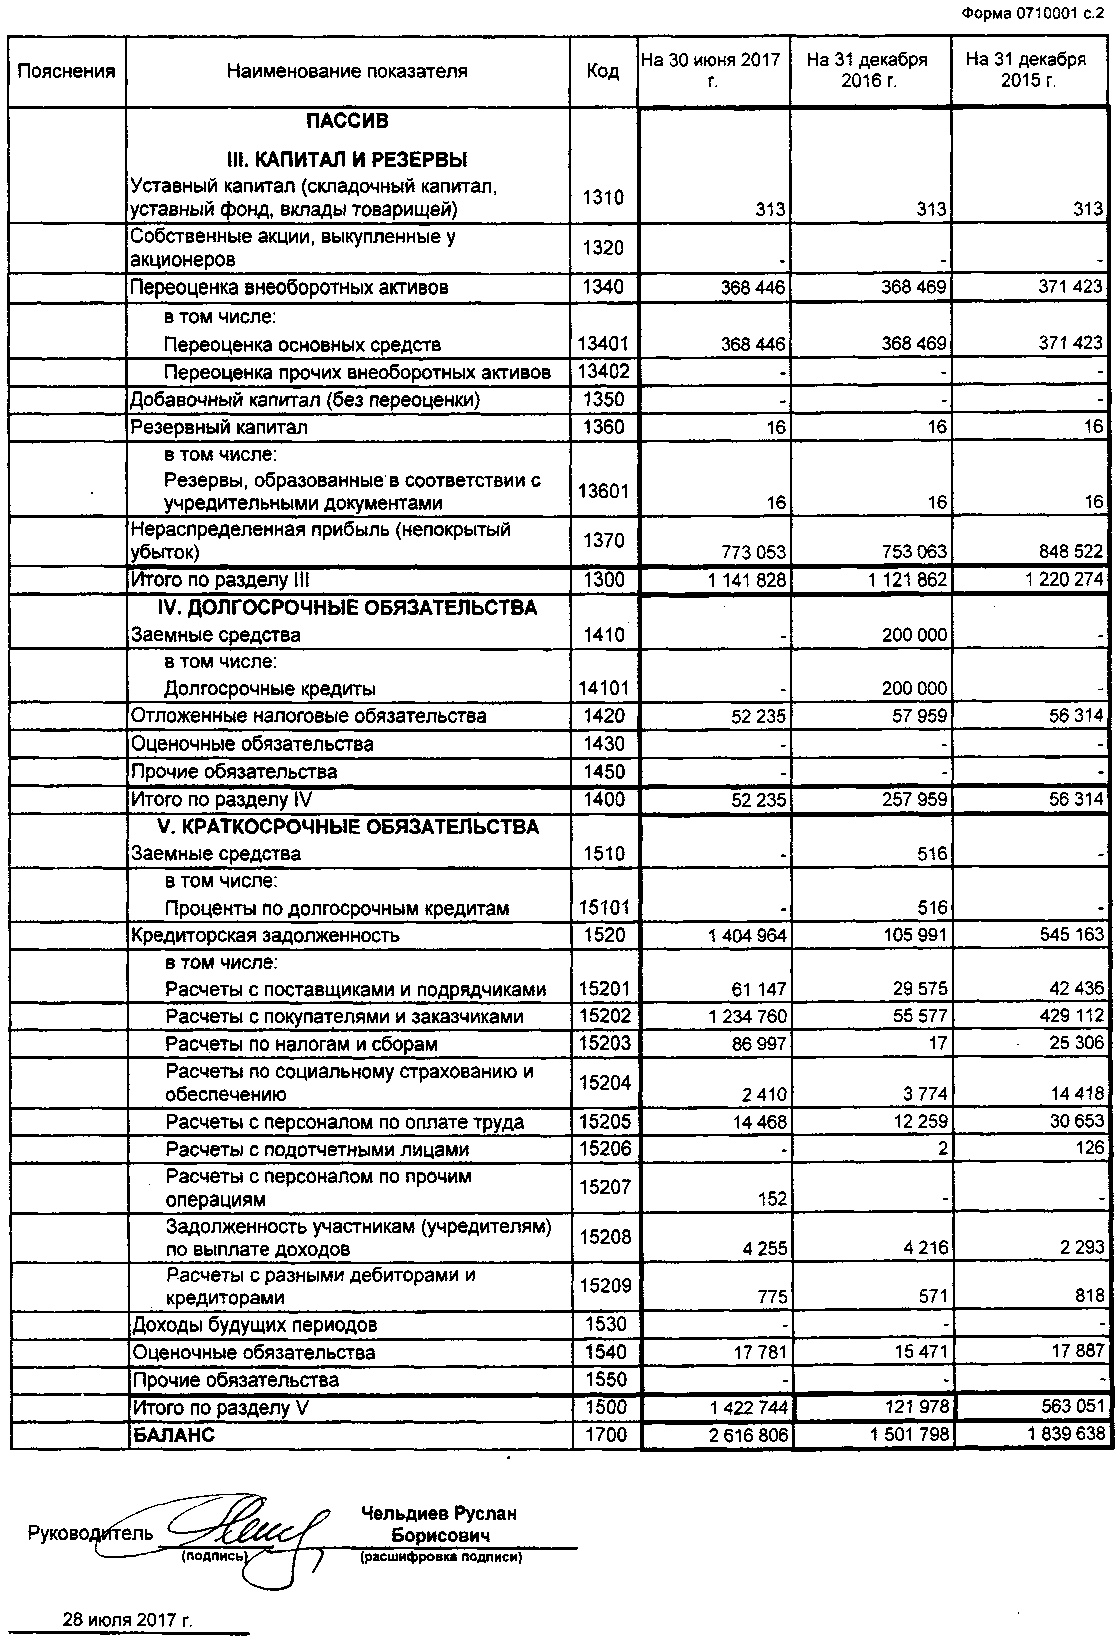 Форма 0710001 с.2
Пояснения Наименование показателя Код На 30 июня 2017 г. На 31 декабря 2016 г. На 31 декабря 2015 г.
ПАССИВ
III. КАПИТАЛ И РЕЗЕРВЫ
Уставный капитал (складочный капитал,
уставный фонд, вклады товарищей) 1310 313 313 313
Собственные акции, выкупленные у
акционеров 1320 - - -
Переоценка внеоборотных активов 1340 368 446 368 469 371 423
в том числе:
Переоценка основных средств 13401 368 446 368 469 371 423
Переоценка прочих внеоборотных активов 13402 - - -
Добавочный капитал (без переоценки) 1350 - - -
Резервный капитал 1360 16 16 16
в том числе:
Резервы, образованные в соответствии с
учредительными документами 13601 16 16 16
Нераспределенная прибыль (непокрытый
убыток) 1370 773 053 753 063 848 522
Итого по разделу III 1300 1 141 828 1 121 862 1 220 274
IV. ДОЛГОСРОЧНЫЕ ОБЯЗАТЕЛЬСТВА
Заемные средства 1410 - 200 000 -
в том числе:
Долгосрочные кредиты 14101 - 200 000 -
Отложенные налоговые обязательства 1420 52 235 57 959 56 314
Оценочные обязательства 1430 - - -
Прочие обязательства 1450 - - -
Итого по разделу IV 1400 52 235 257 959 56 314
V. КРАТКОСРОЧНЫЕ ОБЯЗАТЕЛЬСТВА
Заемные средства 1510 - 516 -
в том числе:
Проценты по долгосрочным кредитам 15101 - 516 -
Кредиторская задолженность 1520 1 404 964 105 991 545 163
в том числе:
Расчеты с поставщиками и подрядчиками 15201 61 147 29 575 42 436
Расчеты с покупателями и заказчиками 15202 1 234 760 55 577 429 112
Расчеты по налогам и сборам 15203 86 997 17 25 306
Расчеты по социальному страхованию и
обеспечению 15204 2 410 3 774 14 418
Расчеты с персоналом по оплате труда 15205 14 468 12 259 30 653
Расчеты с подотчетными лицами 15206 - 2 126
Расчеты с персоналом по прочим
операциям 15207 152 - -
Задолженность участникам (учредителям)
по выплате доходов 15208 4 255 4 216 2 293
Расчеты с разными дебиторами и
кредиторами 15209 775 571 818
Доходы будущих периодов 1530 - - -
Оценочные обязательства 1540 17 781 15 471 17 887
Прочие обязательства 1550 - - -
Итого по разделу V 1500 1 422 744 121 978 563 051
БАЛАНС 1700 2 616 806 1 501 798 1 839 638
Чельдиев Руслан
Руководитель Борисович
(подпись) (расшифровка подписи)
28 июля 2017 г.